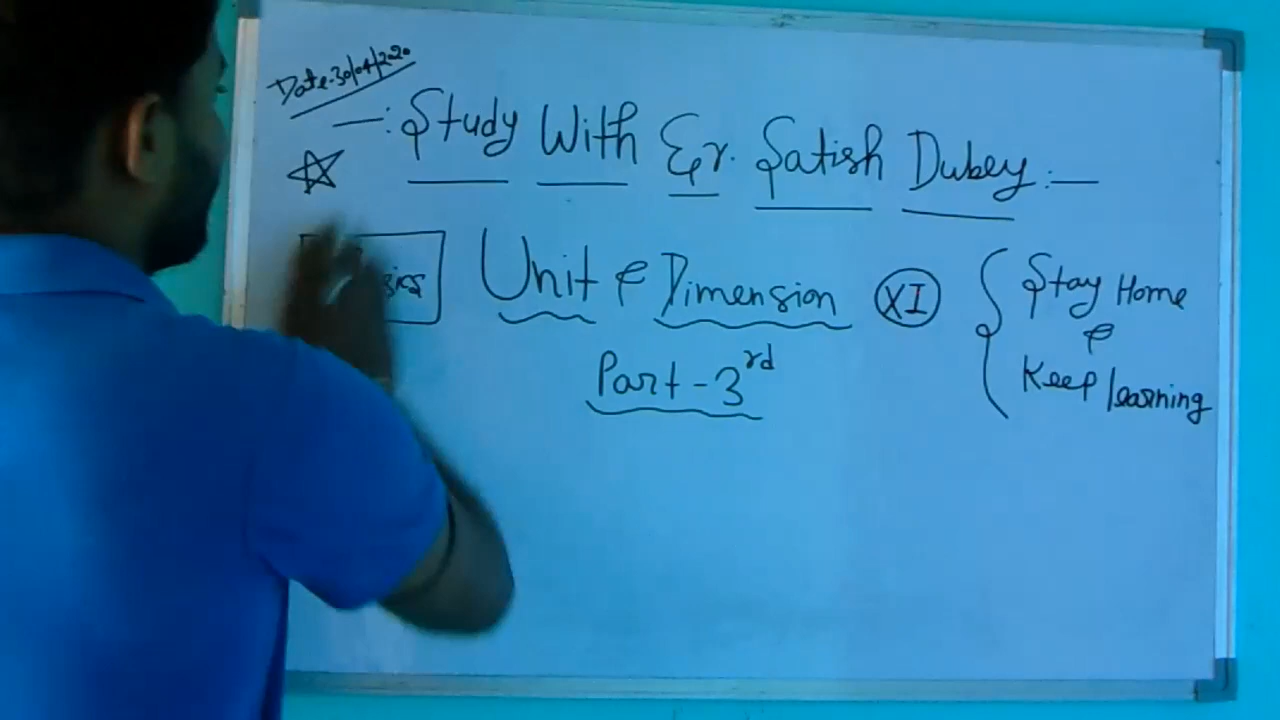 Date-30/04/2020
—: Study With Er. Satish Dubey :—
Unit & Dimension XI
Part-3rd
Stay Home
&
Keep learning